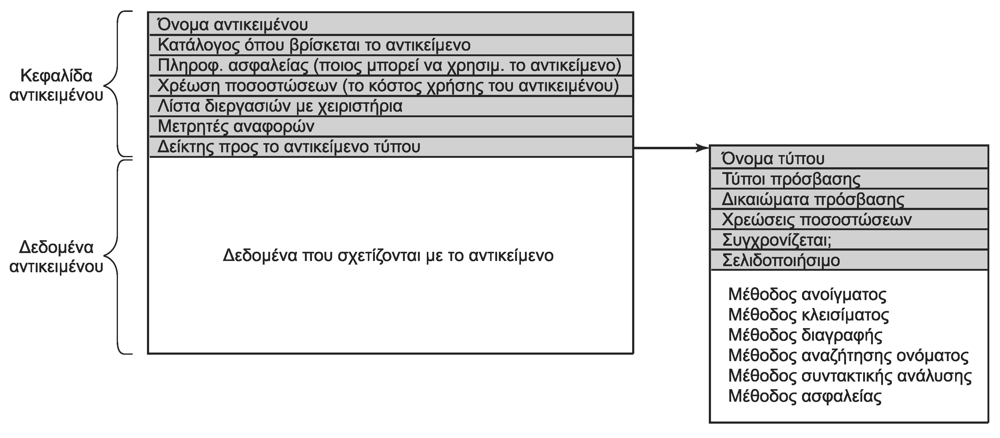 Κεφαλίδα
αντικειμένου
Όνομα αντικειμένου
Κατάλογος όπου βρίσκεται το αντικείμενο
Πληροφ. ασφαλείας (ποιος μπορεί να χρησιμ. το αντικείμενο)
Χρέωση ποσοστώσεων (το κόστος χρήσης του αντικειμένου)
Λίστα διεργασιών με χειριστήρια
Μετρητές αναφορών
Δείκτης προς το αντικείμενο τύπου
Δεδομένα
αντικειμένου
Δεδομένα που σχετίζονται με το αντικείμενο
Όνομα τύπου
Τύποι πρόσβασης
Δικαιώματα πρόσβασης
Χρεώσεις ποσοστώσεων
Συγχρονίζεται;
Σελιδοποιήσιμο
Μέθοδος ανοίγματος
Μέθοδος κλεισίματος
Μέθοδος διαγραφής
Μέθοδος αναζήτησης ονόματος
Μέθοδος συντακτικής ανάλυσης
Μέθοδος ασφαλείας